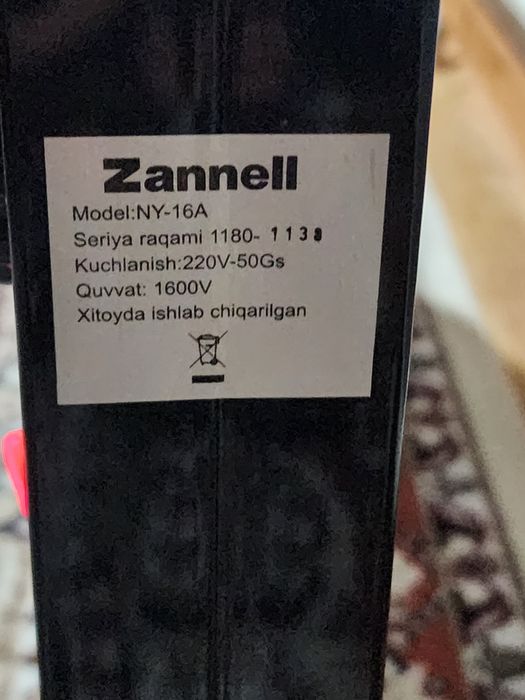 Zannell
Model:NY-16A
Seriya raqami 1180- 1138
Kuchlanish:220V-50Gs
Quvvat: 1600V
Xitoyda ishlab chiqarilgan